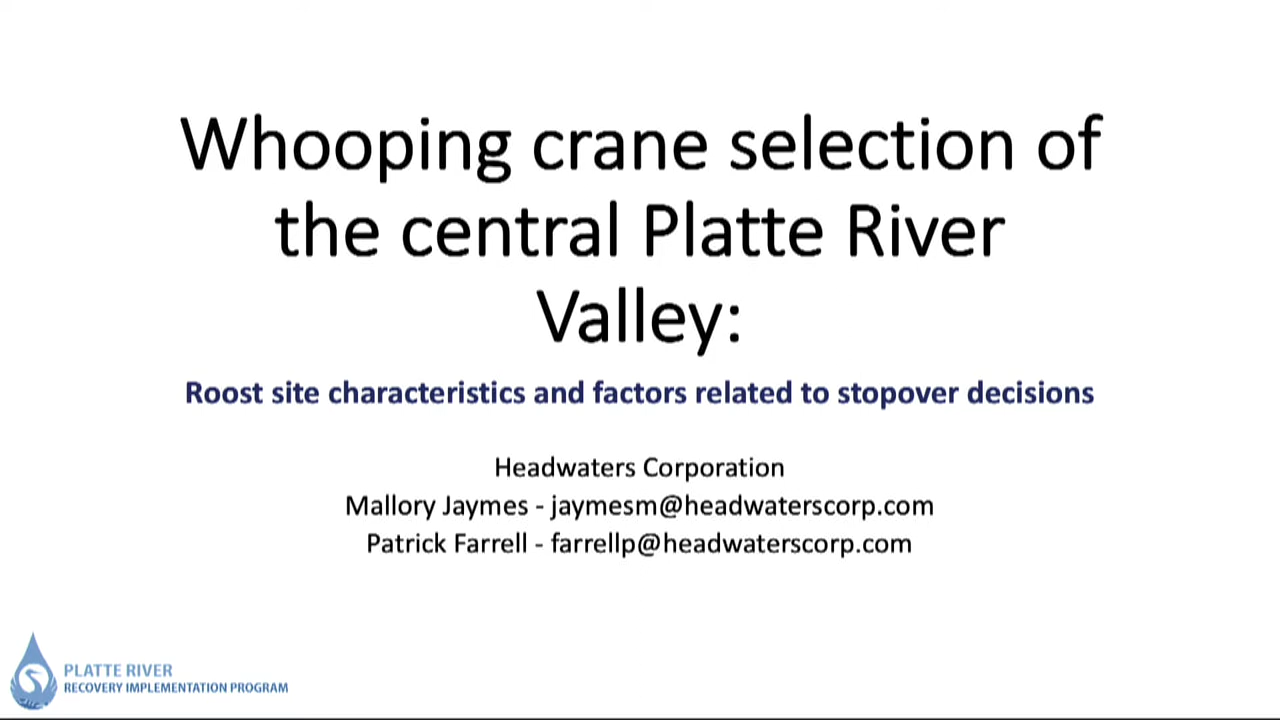 Whooping crane selection of
the central Platte River
Valley:
Roost site characteristics and factors related to stopover decisions
Headwaters Corporation
Mallory Jaymes - jaymesm@headwaterscorp.com
Patrick Farrell - farrellp@headwaterscorp.com
PLATTE RIVER
RECOVERY IMPLEMENTATION PROGRAM